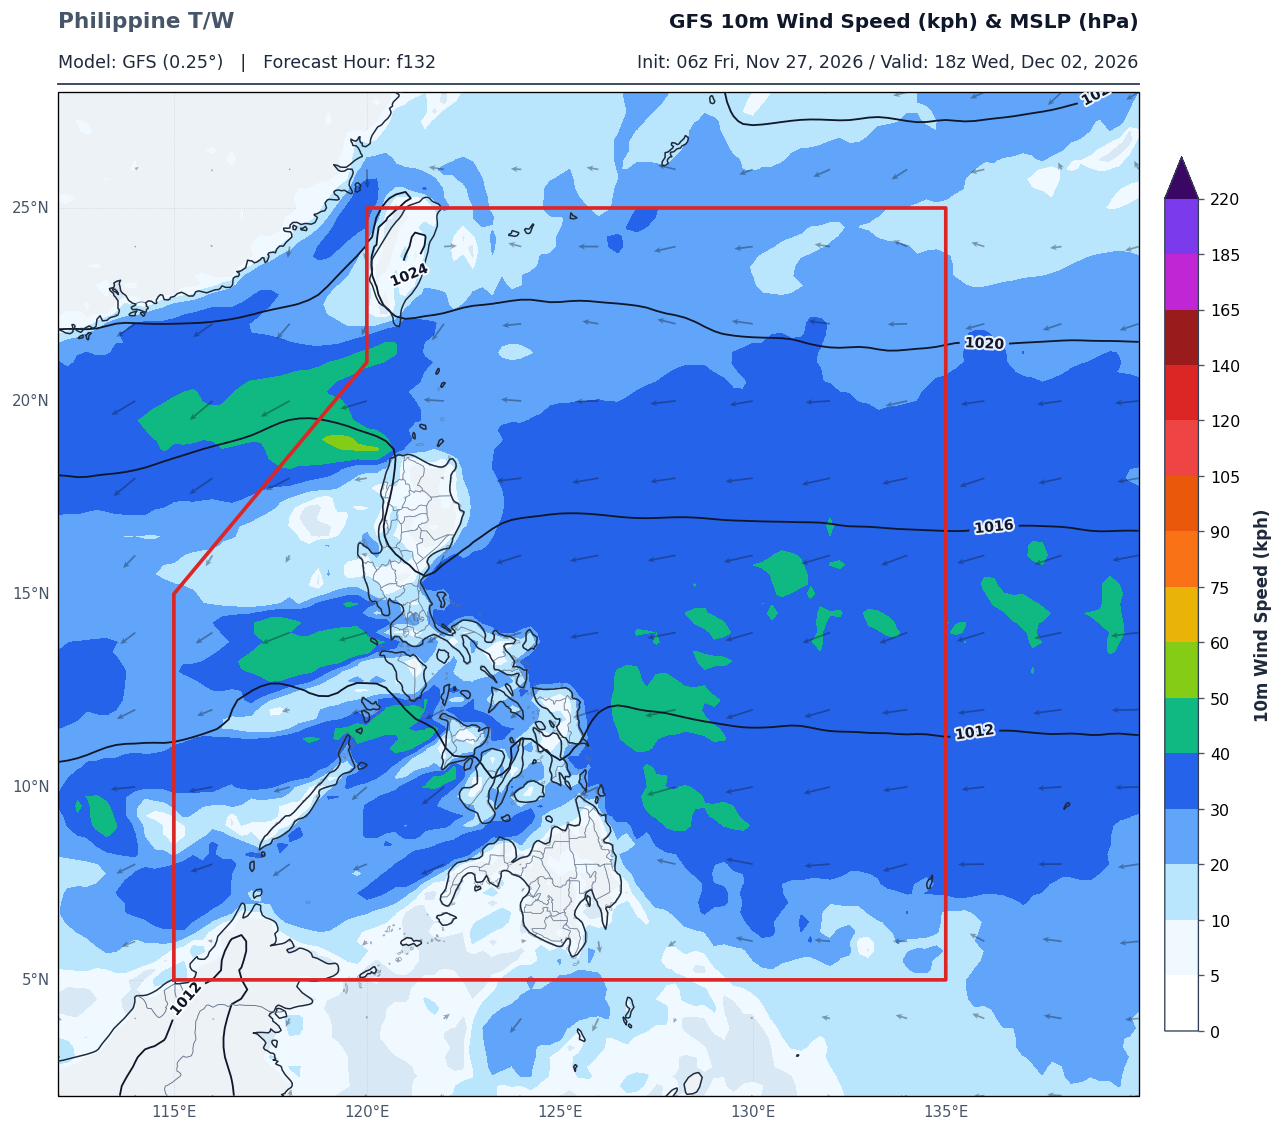 Philippine T/W
GFS 10m Wind Speed (kph) & MSLP (hPa)
Model: GFS (0.25°) | Forecast Hour: f132
Init: 06z Fri, Nov 27, 2026 / Valid: 18z Wed, Dec 02, 2026
25°N
20°N
15°N
10°N
5°N
115°E
120°E
125°E
130°E
135°E
1024
1020
1016
1012
1012
220
185
165
140
120
105
90
75
60
50
40
30
20
10
5
0
10m Wind Speed (kph)